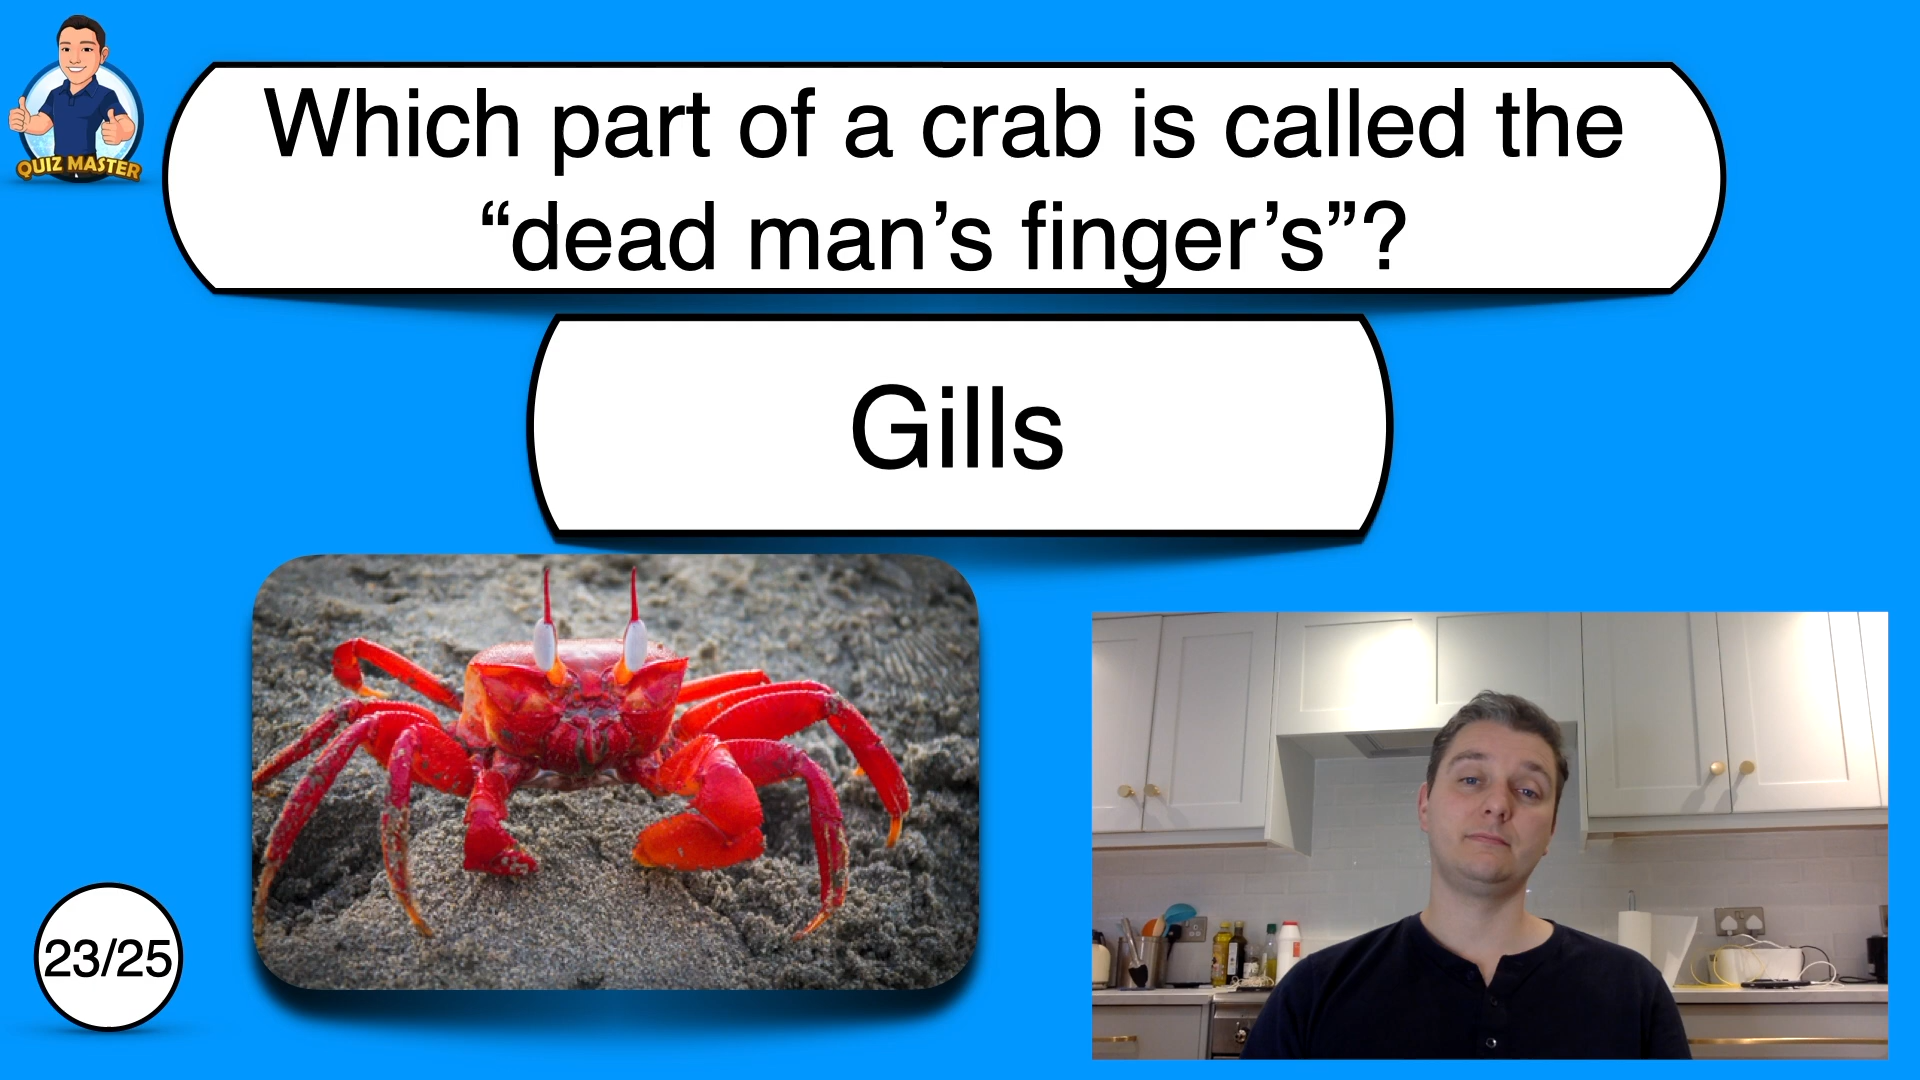 QUIZ MASTER
Which part of a crab is called the
“dead man’s finger’s”?
Gills
23/25